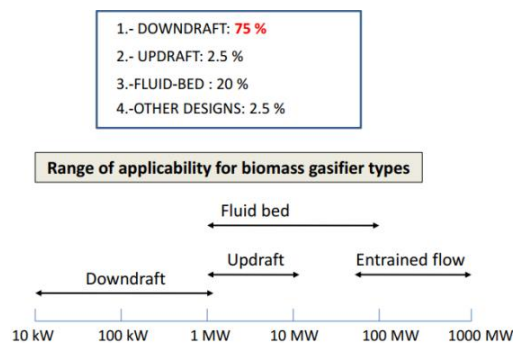 1.- DOWNDRAFT: 75 %
2.- UPDRAFT: 2.5 %
3.-FLUID-BED : 20 %
4.-OTHER DESIGNS: 2.5 %
Range of applicability for biomass gasifier types
Fluid bed
Updraft
Entrained flow
Downdraft
10 kW
100 kW
1 MW
10 MW
100 MW
1000 MW